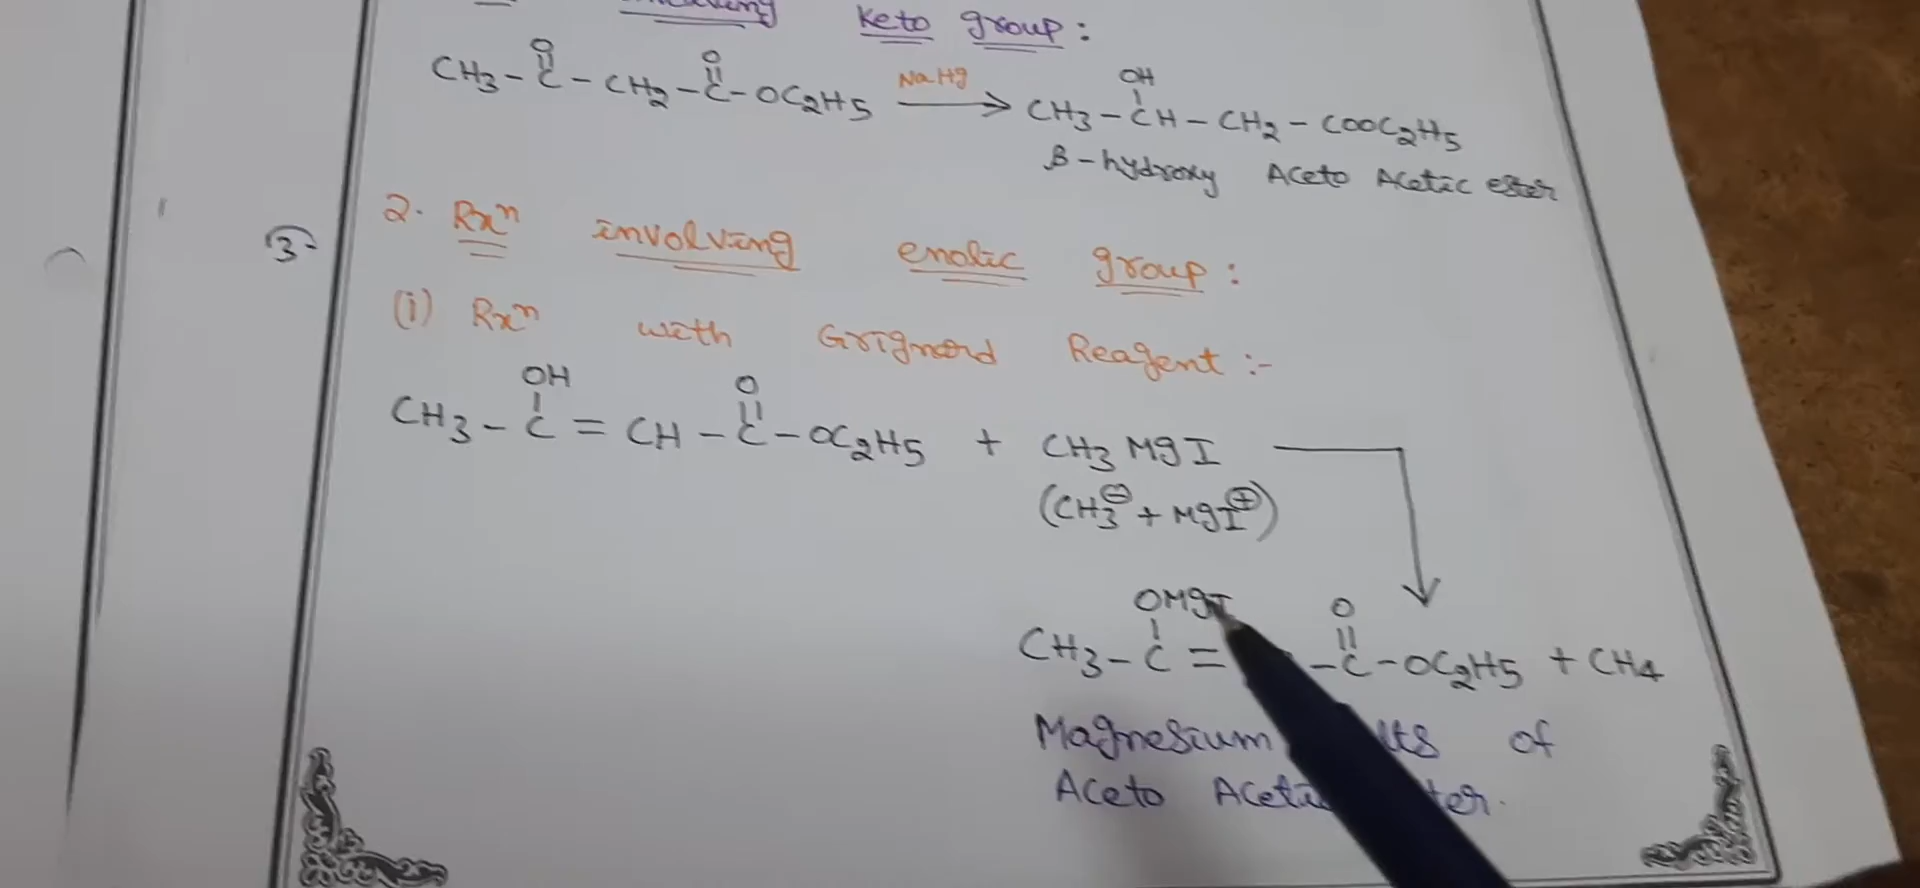 Keto group:
CH3 - C - CH2 - C - OC2H5 NaHg CH3 - CH - CH2 - COOC2H5
O O OH
β-hydroxy Aceto Acetic ester
3
2. Rxn involving enolic group:
(i) Rxn with Grignard Reagent :-
OH O
CH3 - C = CH - C - OC2H5 + CH3 MgI
(CH3⊖ + MgI⊕)
OMgI O
CH3 - C = - C - OC2H5 + CH4
Magnesium of
Aceto